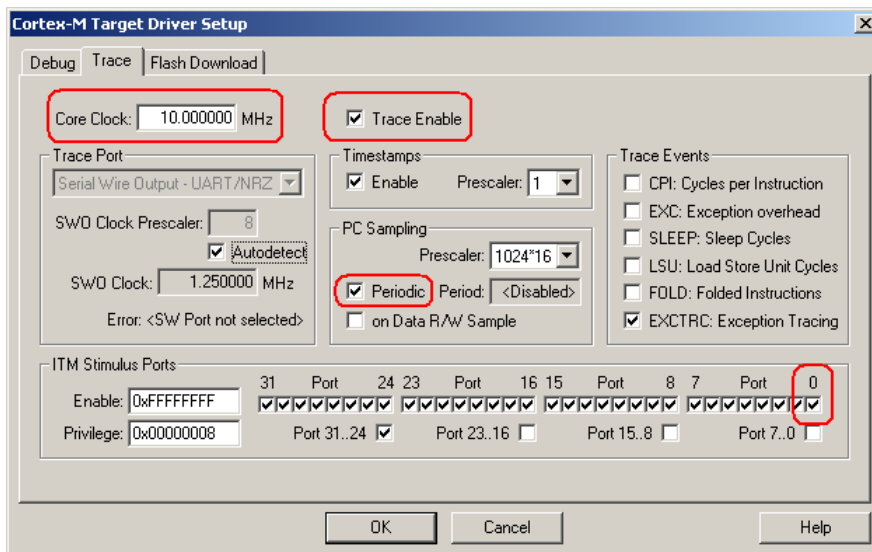 Cortex-M Target Driver Setup
Debug Trace Flash Download
Core Clock: 10.000000 MHz Trace Enable
Trace Port Timestamps Trace Events
Serial Wire Output - UART/NRZ Enable Prescaler: 1 CPI: Cycles per Instruction
EXC: Exception overhead
SWO Clock Prescaler: 8 PC Sampling SLEEP: Sleep Cycles
Autodetect Prescaler: 1024*16 LSU: Load Store Unit Cycles
SWO Clock: 1.250000 MHz Periodic Period: <Disabled> FOLD: Folded Instructions
Error: <SW Port not selected> on Data R/W Sample EXCTRC: Exception Tracing
ITM Stimulus Ports
31 Port 24 23 Port 16 15 Port 8 7 Port 0
Enable: 0xFFFFFFFF
Privilege: 0x00000008 Port 31..24 Port 23..16 Port 15..8 Port 7..0
OK Cancel Help